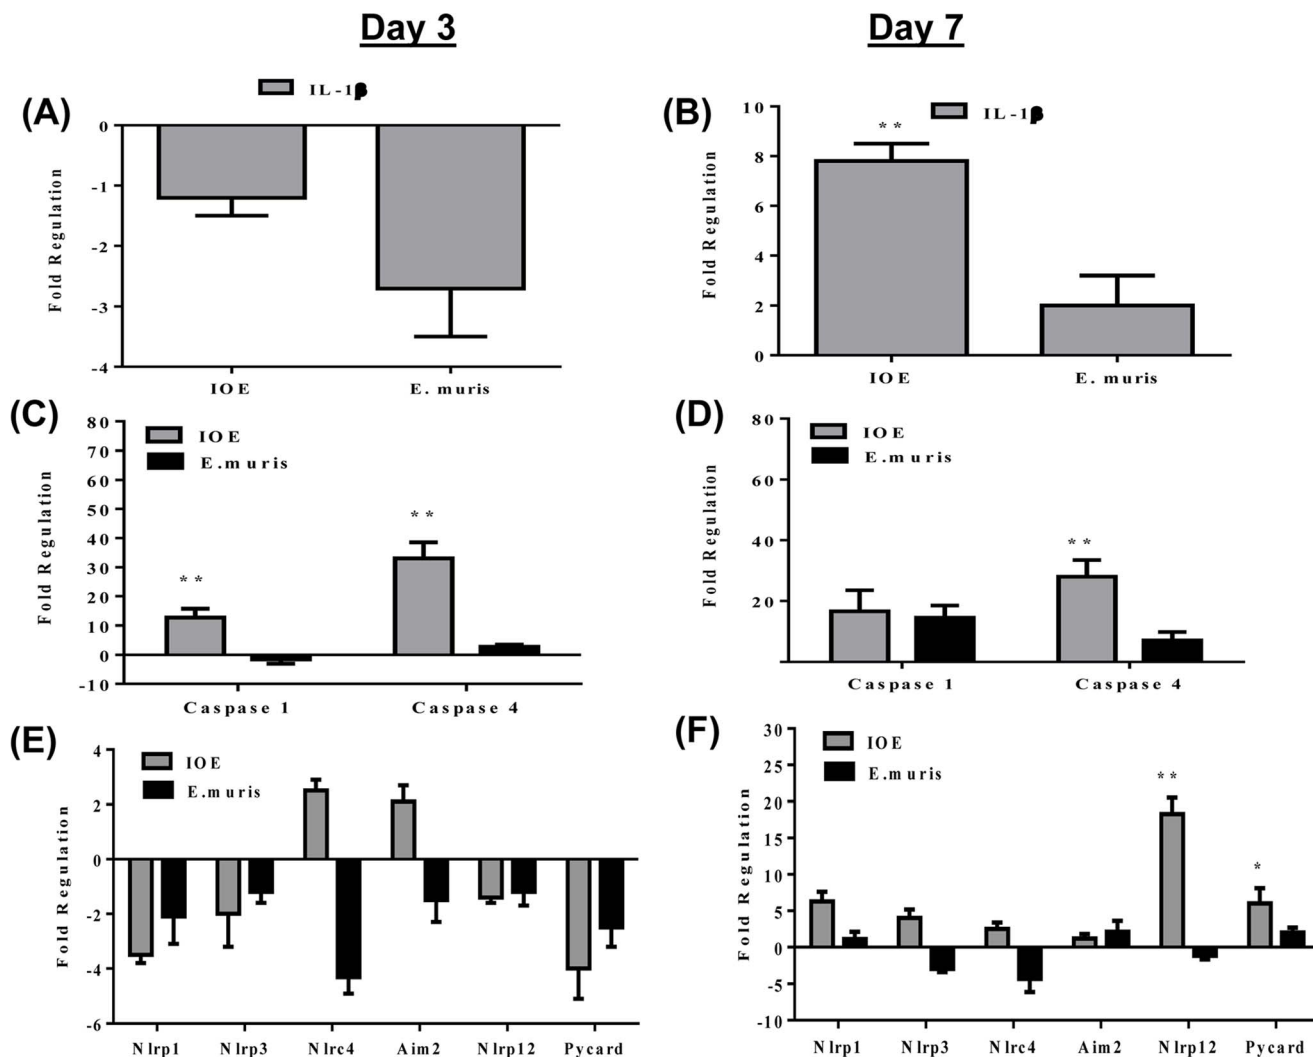 Day 3
Day 7
(A)
IL-1β
Fold Regulation
0
-1
-2
-3
-4
IOE
E. muris
(B)
IL-1β
Fold Regulation
10
8
6
4
2
0
**
IOE
E. muris
(C)
IOE
E.muris
Fold Regulation
80
70
60
50
40
30
20
10
0
-10
**
**
Caspase 1
Caspase 4
(D)
IOE
E.muris
Fold Regulation
80
60
40
20
**
Caspase 1
Caspase 4
(E)
IOE
E.muris
Fold Regulation
4
2
0
-2
-4
-6
Nlrp1
Nlrp3
Nlrc4
Aim2
Nlrp12
Pycard
(F)
IOE
E.muris
Fold Regulation
30
25
20
15
10
5
0
-5
-10
**
*
Nlrp1
Nlrp3
Nlrc4
Aim2
Nlrp12
Pycard